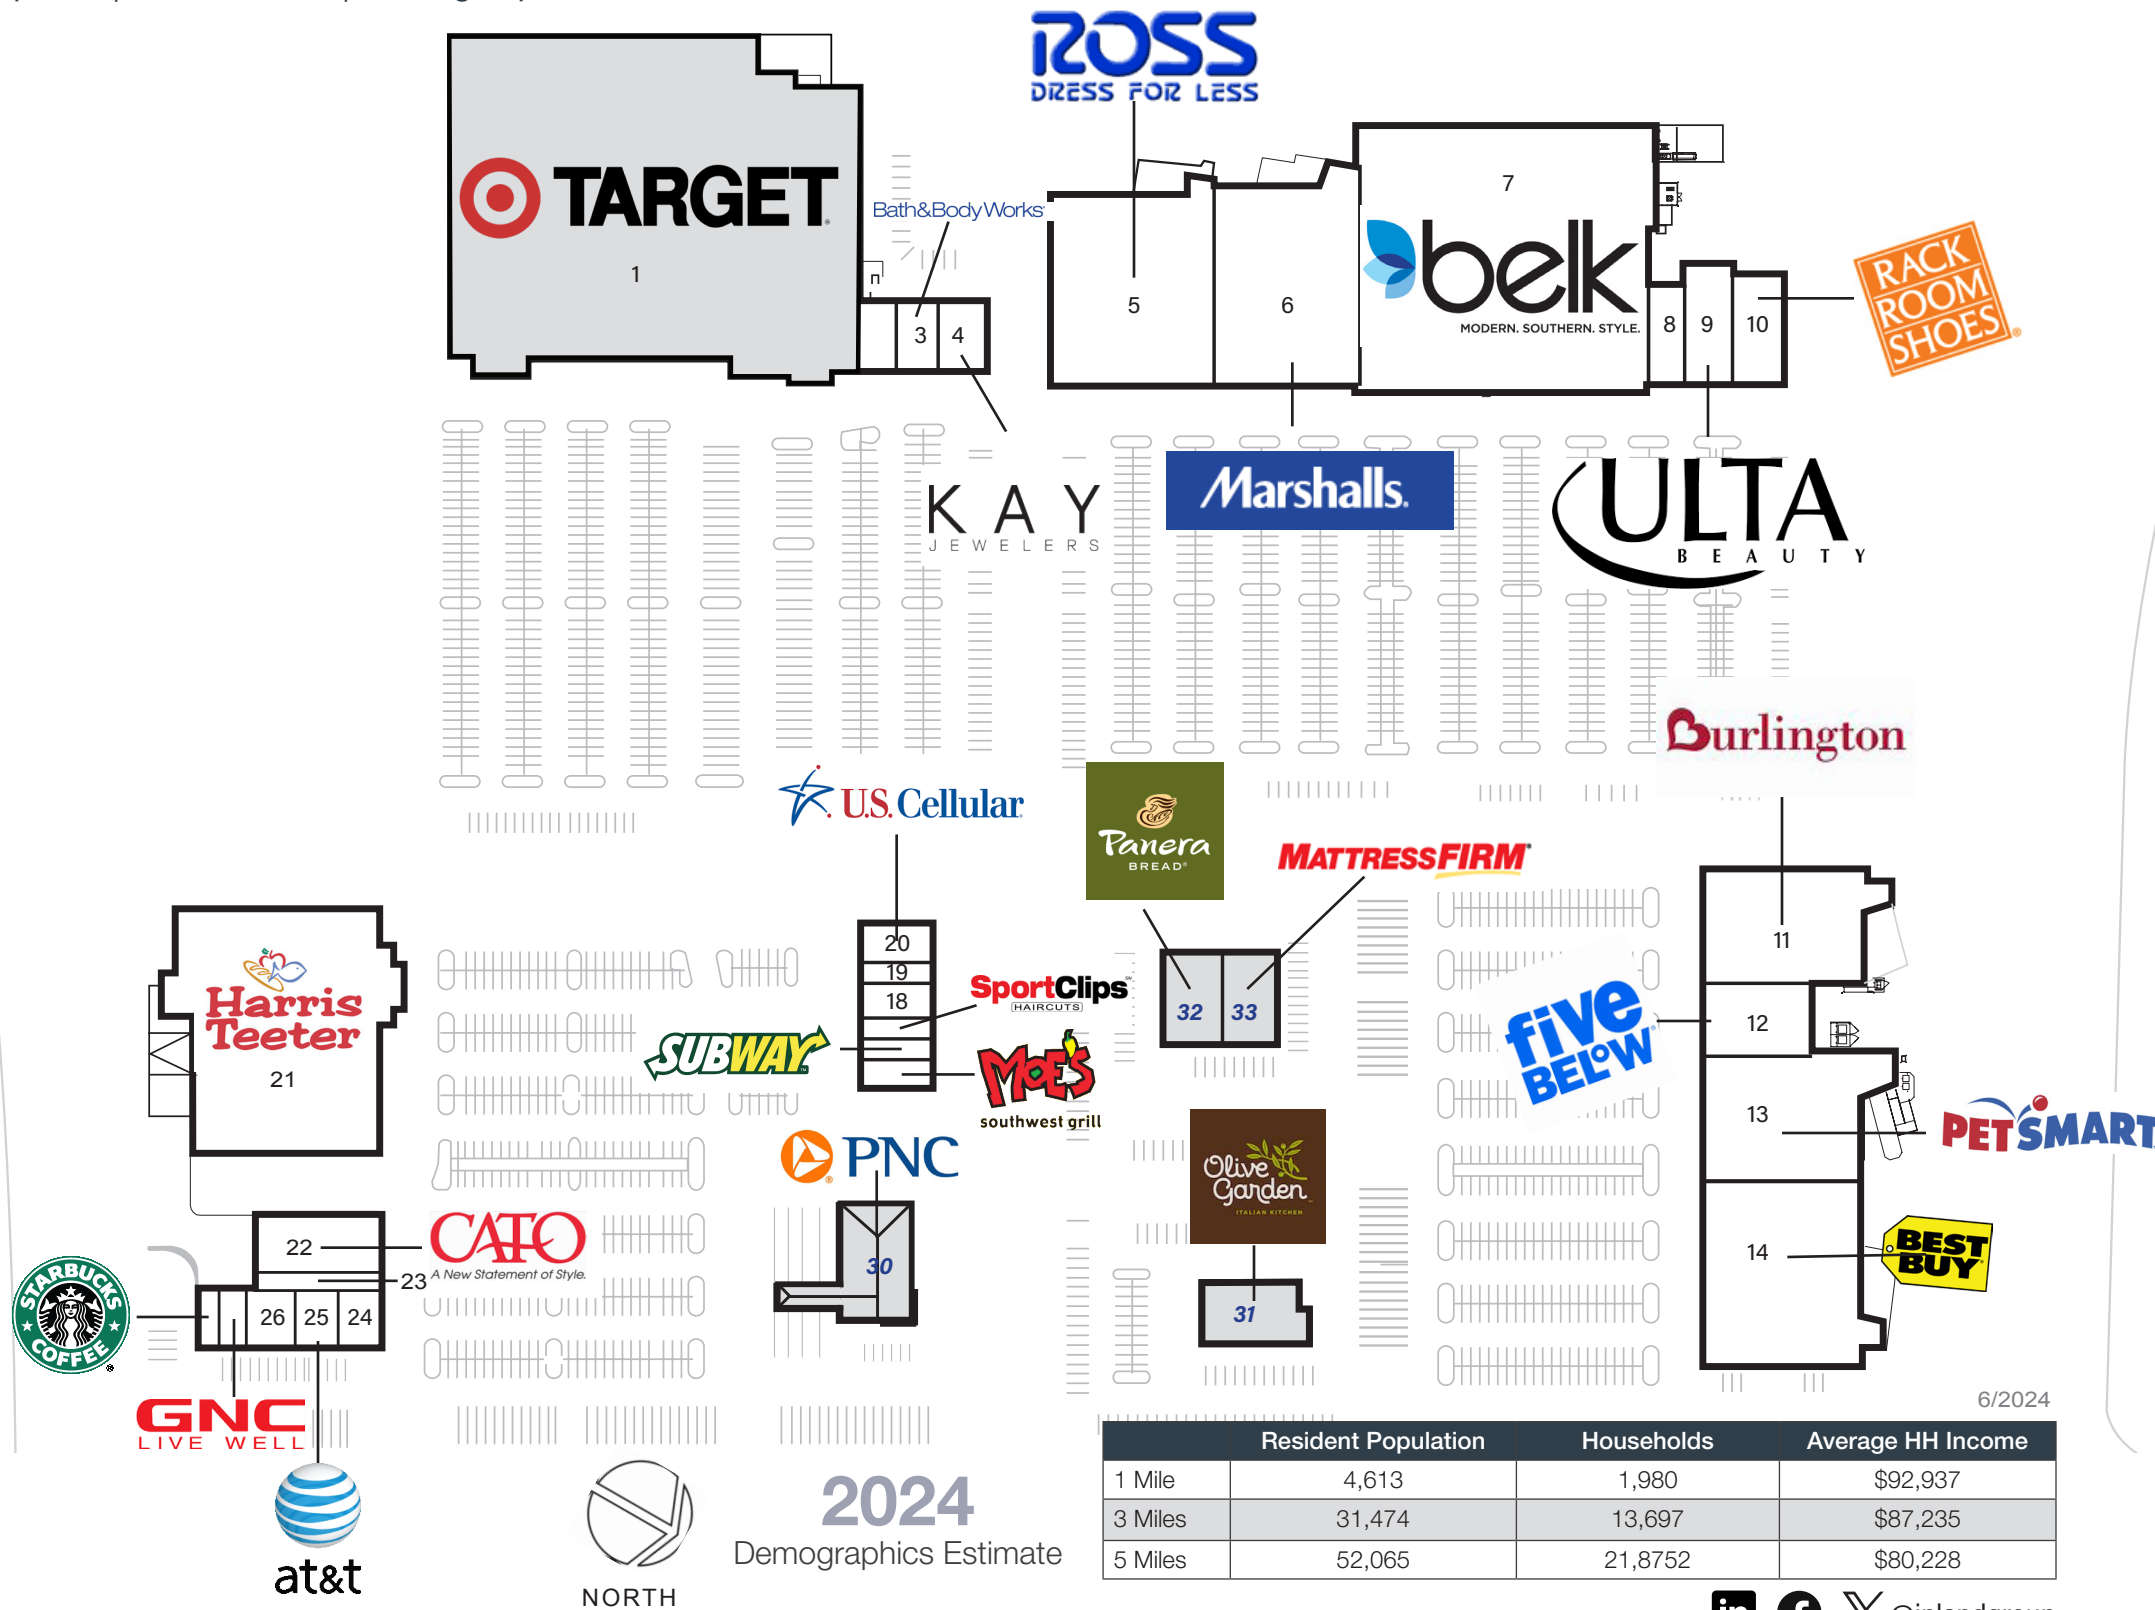 ROSS
DRESS FOR LESS
TARGET
1
Bath&Body Works
3
4
5
6
7
belk
MODERN. SOUTHERN. STYLE.
8
9
10
RACK
ROOM
SHOES
KAY
JEWELERS
Marshalls.
ULTA
BEAUTY
Burlington
U.S. Cellular
Panera
BREAD
MATTRESSFIRM
20
19
18
SportClips
HAIRCUTS
SUBWAY
MOE'S
southwest grill
32
33
11
five
BELOW
12
13
PETSMART
14
BEST
BUY
Harris
Teeter
21
PNC
30
Olive
Garden
ITALIAN KITCHEN
31
22
CATO
A New Statement of Style.
23
STARBUCKS
COFFEE
26
25
24
GNC
LIVE WELL
at&t
NORTH
2024
Demographics Estimate
6/2024
Resident Population Households Average HH Income
1 Mile 4,613 1,980 $92,937
3 Miles 31,474 13,697 $87,235
5 Miles 52,065 21,8752 $80,228